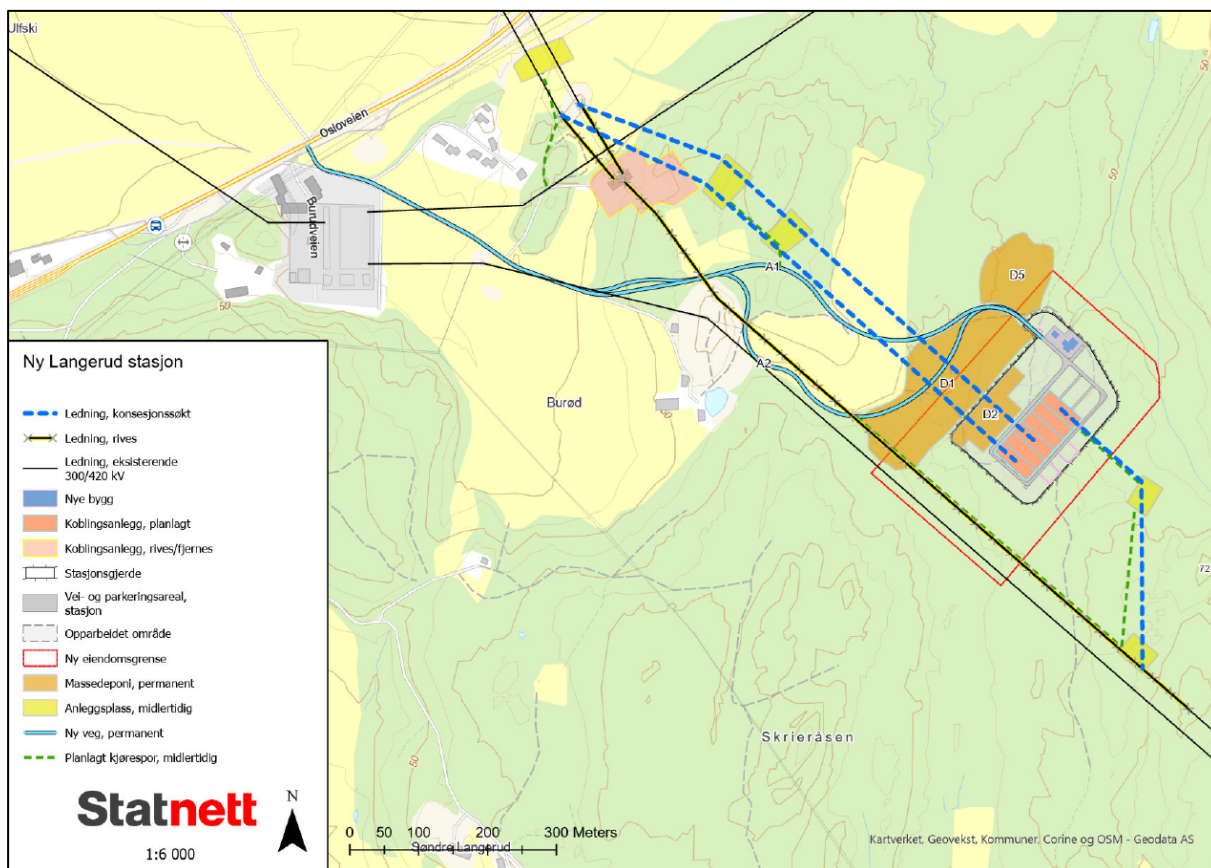 Ulfski
Osloveien
Burudveien
A1
D5
A2
D1
D2
Burød
50
50
50
50
50
72
Skrieråsen
Søndre Langerud
Ny Langerud stasjon
Ledning, konsesjonssøkt
Ledning, rives
Ledning, eksisterende
300/420 kV
Nye bygg
Koblingsanlegg, planlagt
Koblingsanlegg, rives/fjernes
Stasjonsgjerde
Vei- og parkeringsareal,
stasjon
Opparbeidet område
Ny eiendomsgrense
Massedeponi, permanent
Anleggsplass, midlertidig
Ny veg, permanent
Planlagt kjørespor, midlertidig
Statnett
N
1:6 000
0 50 100 200 300 Meters
Kartverket, Geovekst, Kommuner, Corine og OSM - Geodata AS